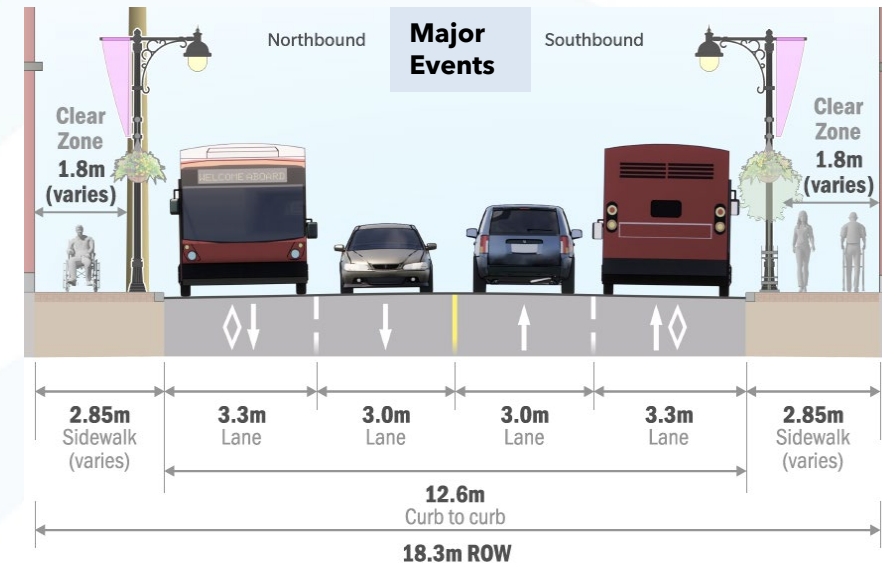 Northbound
Major
Events
Southbound
Clear
Zone
1.8m
(varies)
Clear
Zone
1.8m
(varies)
WELCOME ABOARD
2.85m
Sidewalk
(varies)
3.3m
Lane
3.0m
Lane
3.0m
Lane
3.3m
Lane
2.85m
Sidewalk
(varies)
12.6m
Curb to curb
18.3m ROW